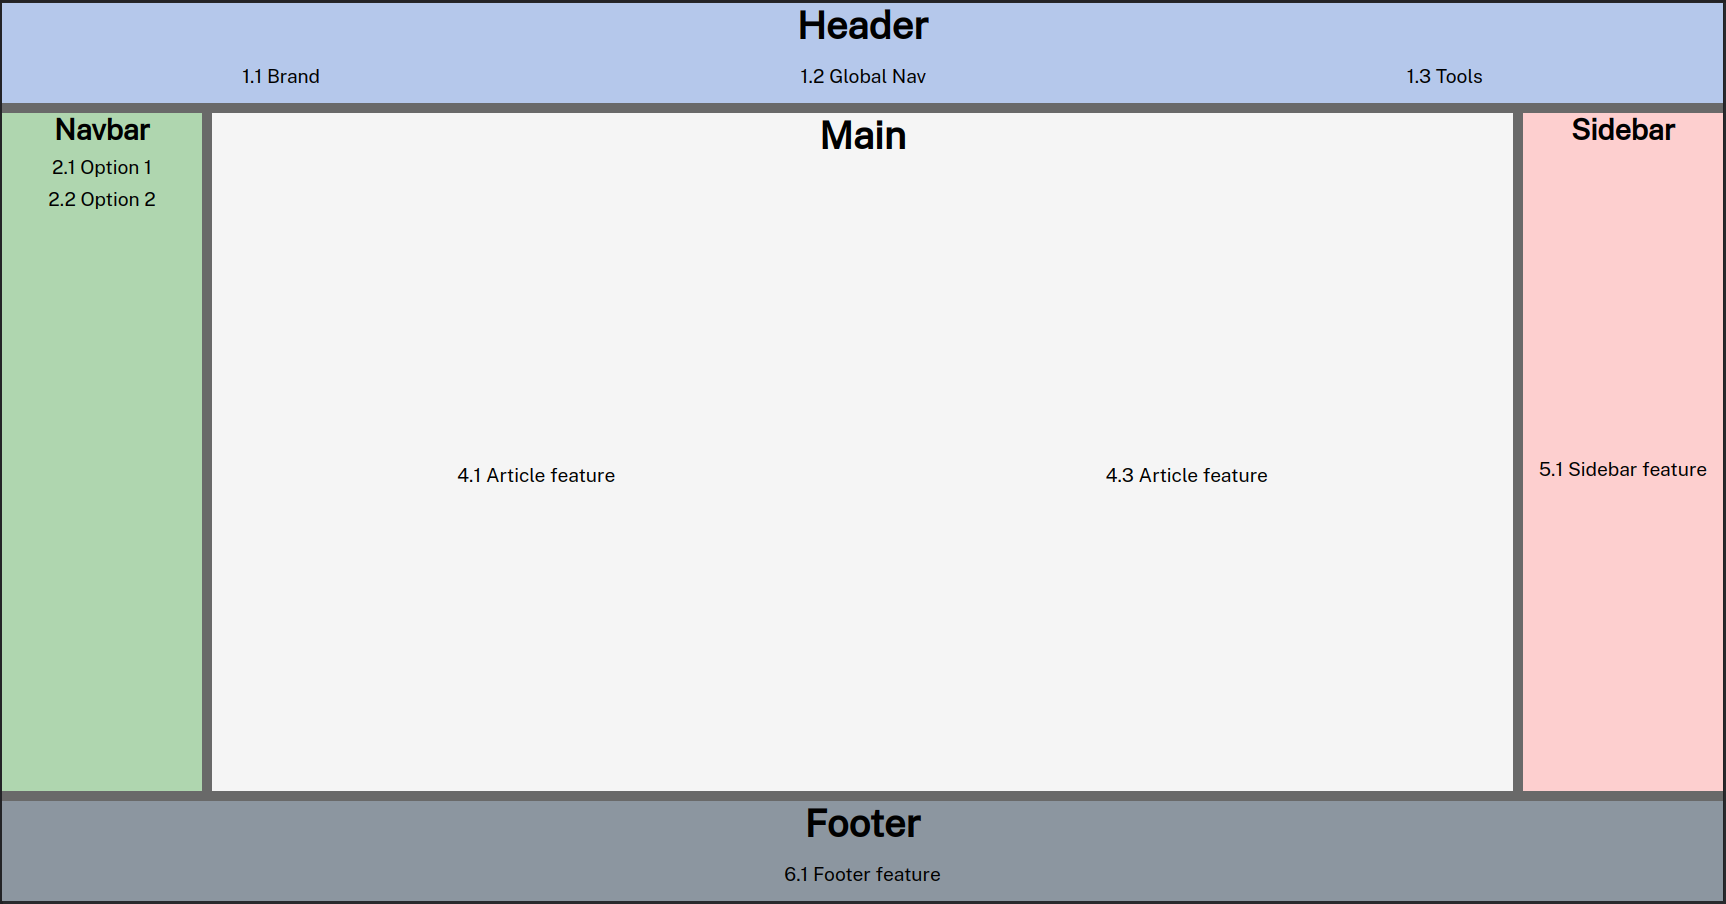 Header
1.1 Brand
1.2 Global Nav
1.3 Tools
Navbar
2.1 Option 1
2.2 Option 2
Main
4.1 Article feature
4.3 Article feature
Sidebar
5.1 Sidebar feature
Footer
6.1 Footer feature